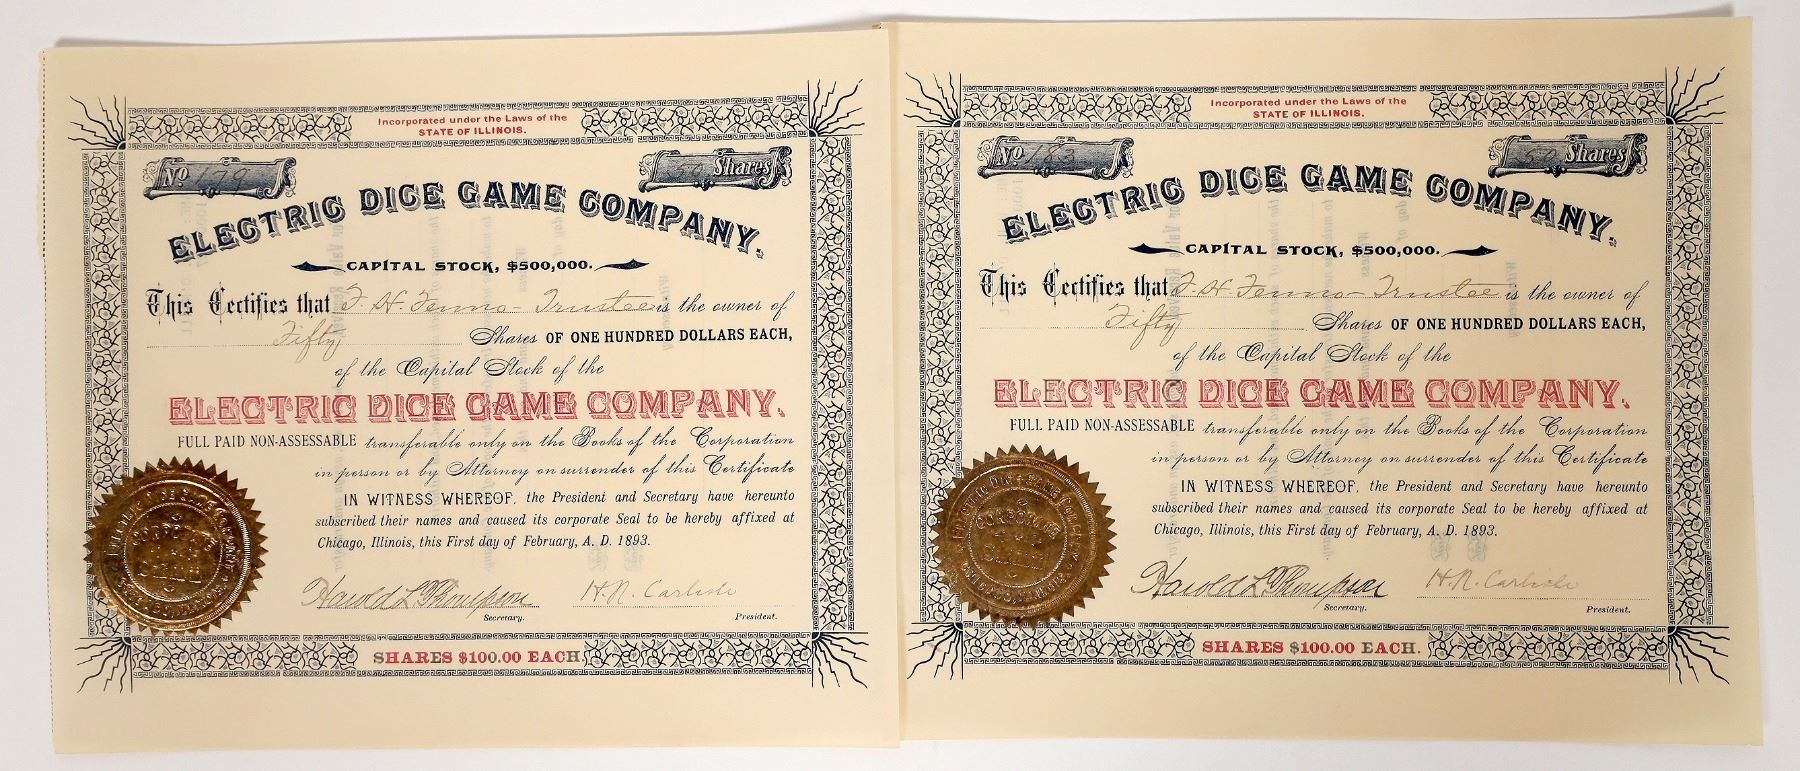 Incorporated under the Laws of the
STATE OF ILLINOIS.
No 179
50 Shares
ELECTRIC DICE GAME COMPANY.
CAPITAL STOCK, $500,000.
This Certifies that F. H. Fenno - Trustee is the owner of
Fifty Shares OF ONE HUNDRED DOLLARS EACH,
of the Capital Stock of the
ELECTRIC DICE GAME COMPANY.
FULL PAID NON-ASSESSABLE transferable only on the Books of the Corporation
in person or by Attorney on surrender of this Certificate
IN WITNESS WHEREOF, the President and Secretary have hereunto
subscribed their names and caused its corporate Seal to be hereby affixed at
Chicago, Illinois, this First day of February, A. D. 1893.
Harold L. Thompson H. N. Carlisle
Secretary. President.
SHARES $100.00 EACH.
Incorporated under the Laws of the
STATE OF ILLINOIS.
No 183
50 Shares
ELECTRIC DICE GAME COMPANY.
CAPITAL STOCK, $500,000.
This Certifies that F. H. Fenno - Trustee is the owner of
Fifty Shares OF ONE HUNDRED DOLLARS EACH,
of the Capital Stock of the
ELECTRIC DICE GAME COMPANY.
FULL PAID NON-ASSESSABLE transferable only on the Books of the Corporation
in person or by Attorney on surrender of this Certificate
IN WITNESS WHEREOF, the President and Secretary have hereunto
subscribed their names and caused its corporate Seal to be hereby affixed at
Chicago, Illinois, this First day of February, A. D. 1893.
Harold L. Thompson H. N. Carlisle
Secretary. President.
SHARES $100.00 EACH.
CORPORATE